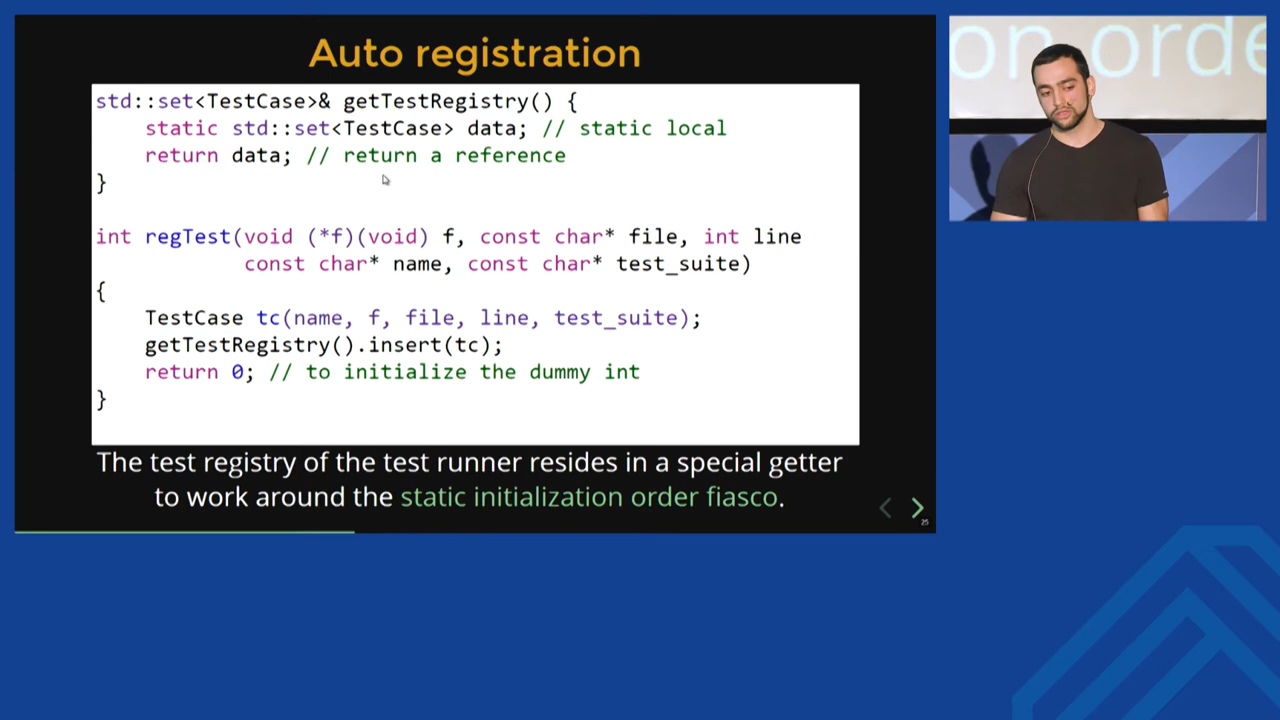 Auto registration
std::set<TestCase>& getTestRegistry() {
    static std::set<TestCase> data; // static local
    return data; // return a reference
}
int regTest(void (*f)(void) f, const char* file, int line
            const char* name, const char* test_suite)
{
    TestCase tc(name, f, file, line, test_suite);
    getTestRegistry().insert(tc);
    return 0; // to initialize the dummy int
}
The test registry of the test runner resides in a special getter
to work around the static initialization order fiasco.
25
on orde